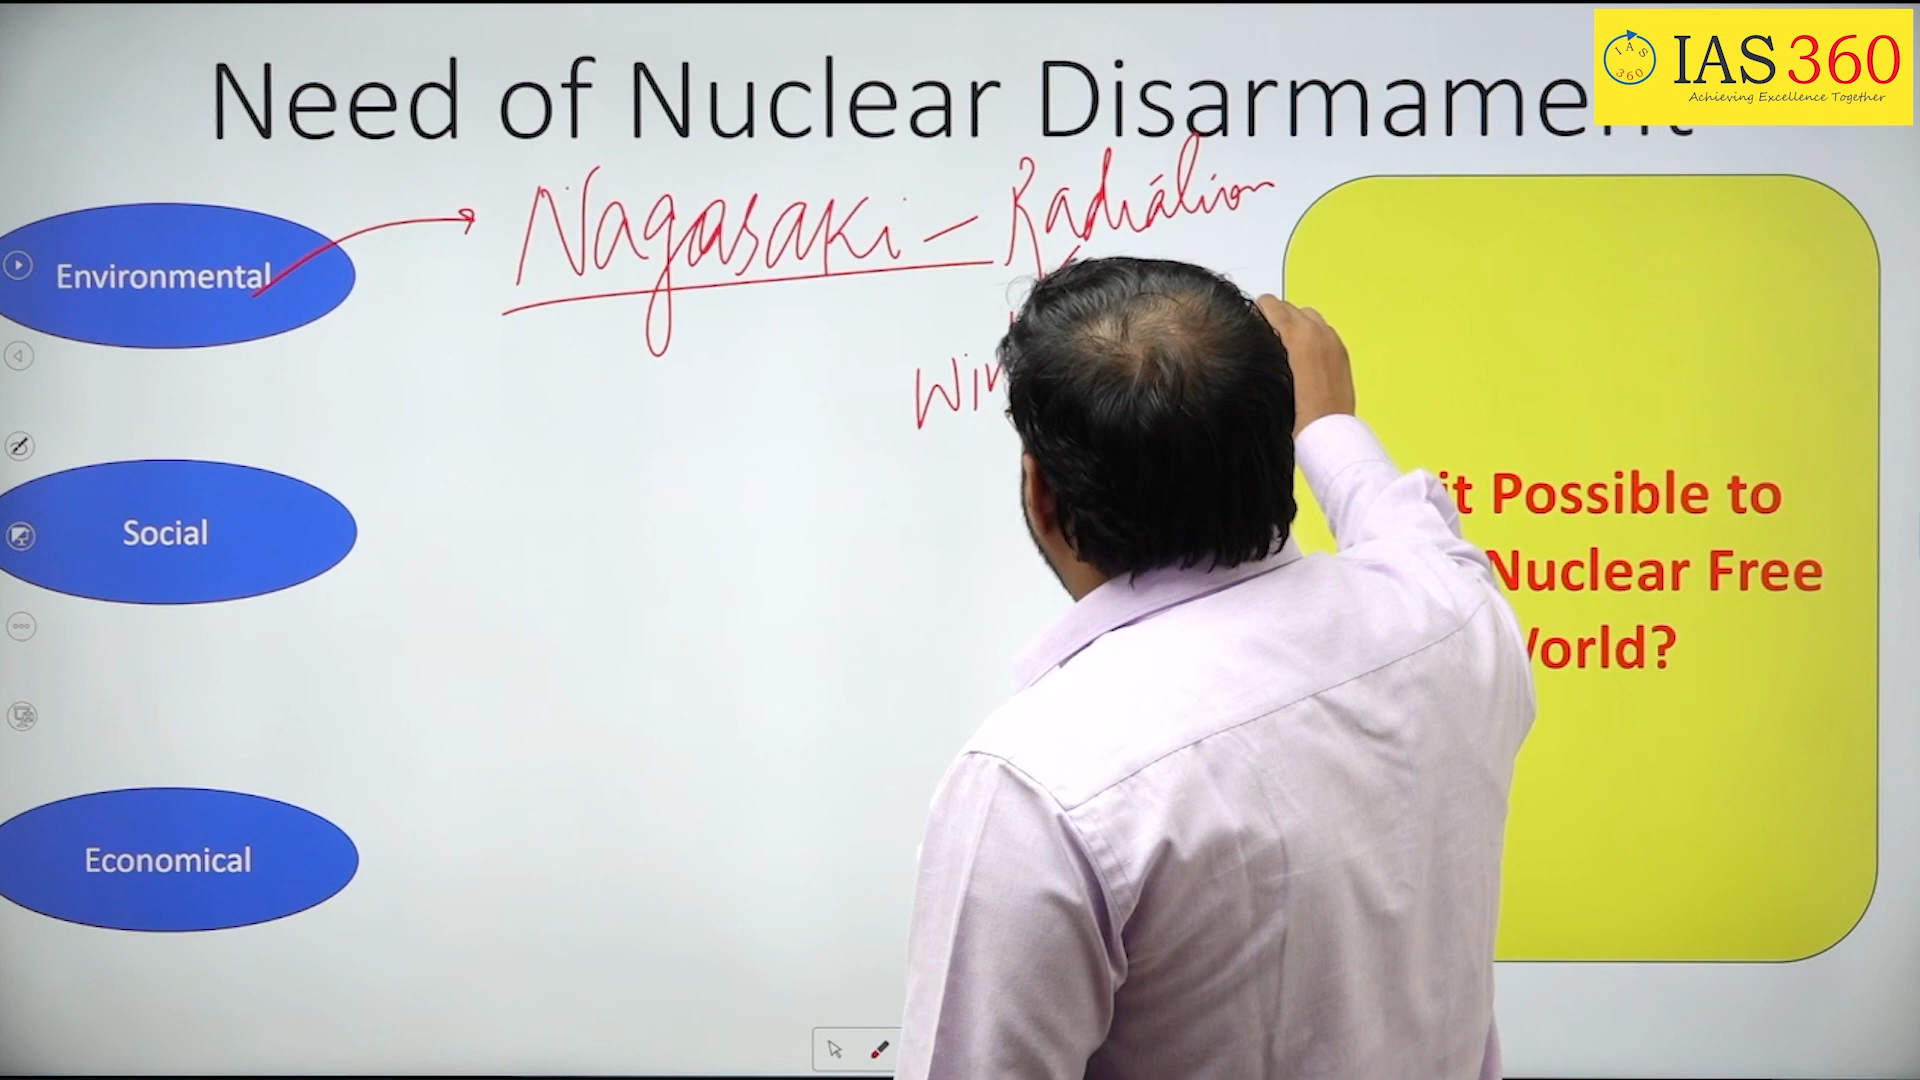 IAS 360
Achieving Excellence Together
Need of Nuclear Disarmament
Nagasaki - Radiation
Environmental
Social
Economical
it Possible to
Nuclear Free
World?